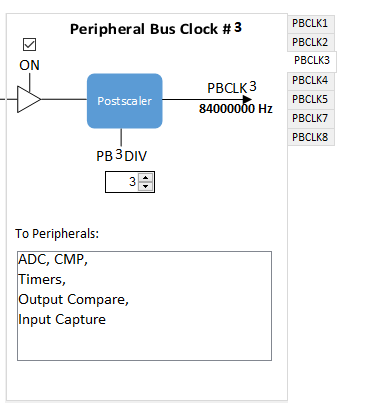 Peripheral Bus Clock # 3
PBCLK1
PBCLK2
PBCLK3
PBCLK4
PBCLK5
PBCLK7
PBCLK8
ON
Postscaler
PBCLK3
84000000 Hz
PB3DIV
3
To Peripherals:
ADC, CMP,
Timers,
Output Compare,
Input Capture